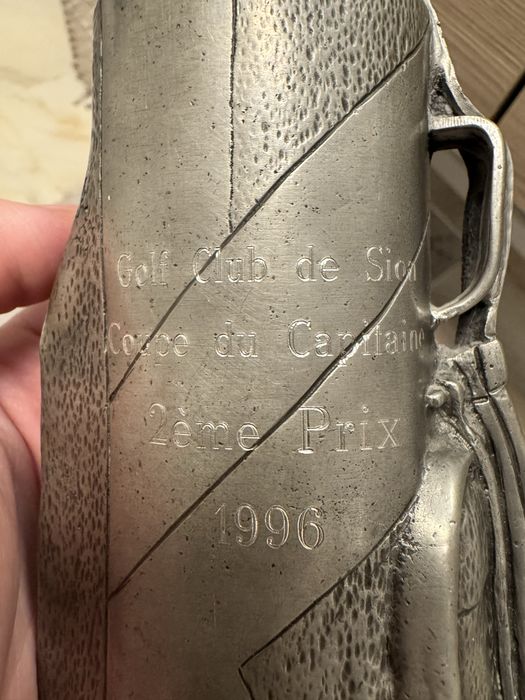 Golf Club de Sion
Coupe du Capitaine
2ème Prix
1996